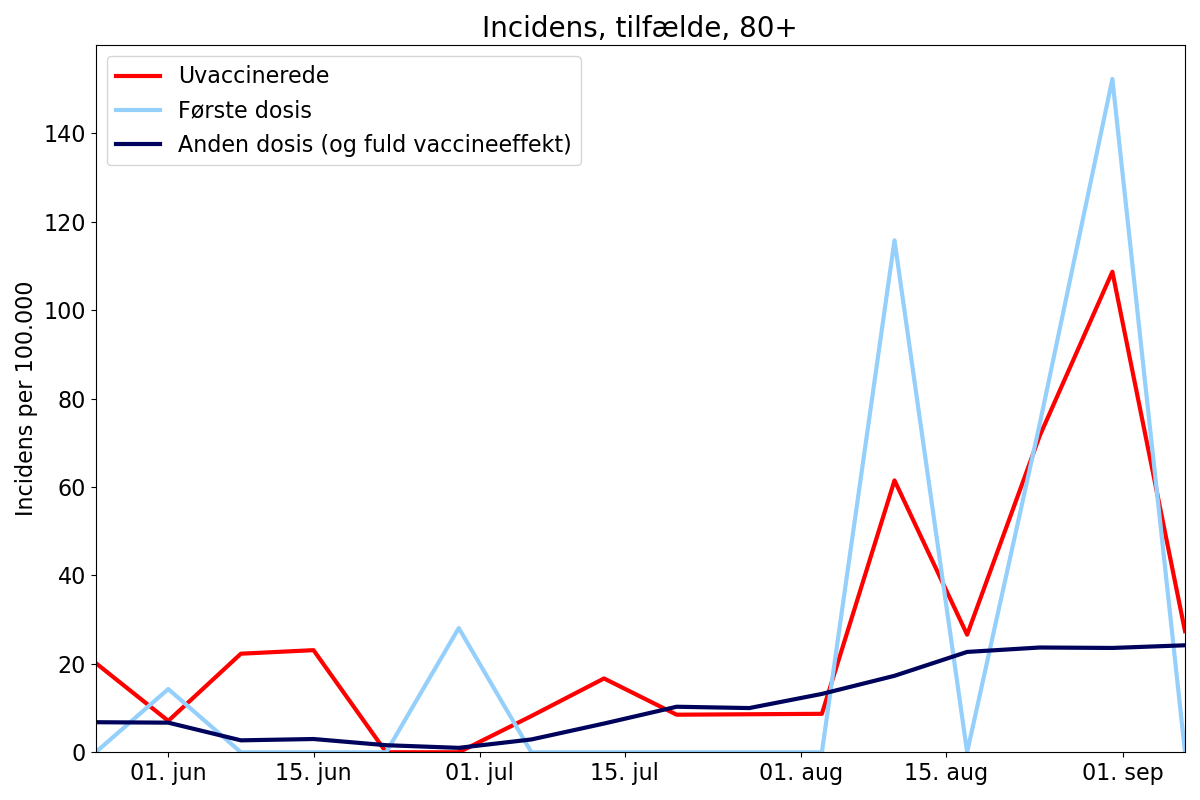 Incidens, tilfælde, 80+
Uvaccinerede
Første dosis
Anden dosis (og fuld vaccineeffekt)
Incidens per 100.000
140
120
100
80
60
40
20
0
01. jun
15. jun
01. jul
15. jul
01. aug
15. aug
01. sep